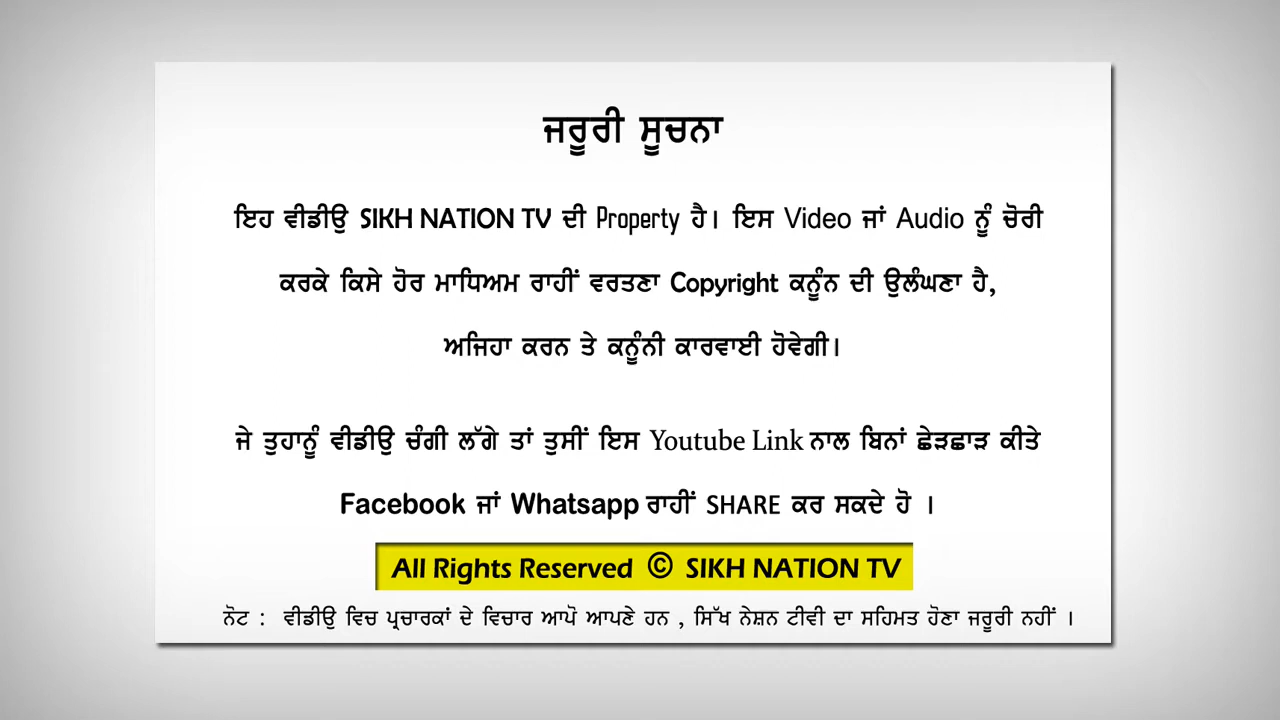 ਜਰੂਰੀ ਸੂਚਨਾ
ਇਹ ਵੀਡੀਉ SIKH NATION TV ਦੀ Property ਹੈ। ਇਸ Video ਜਾਂ Audio ਨੂੰ ਚੋਰੀ
ਕਰਕੇ ਕਿਸੇ ਹੋਰ ਮਾਧਿਅਮ ਰਾਹੀਂ ਵਰਤਣਾ Copyright ਕਨੂੰਨ ਦੀ ਉਲੰਘਣਾ ਹੈ,
ਅਜਿਹਾ ਕਰਨ ਤੇ ਕਨੂੰਨੀ ਕਾਰਵਾਈ ਹੋਵੇਗੀ।
ਜੇ ਤੁਹਾਨੂੰ ਵੀਡੀਉ ਚੰਗੀ ਲੱਗੇ ਤਾਂ ਤੁਸੀਂ ਇਸ Youtube Link ਨਾਲ ਬਿਨਾਂ ਛੇੜਛਾੜ ਕੀਤੇ
Facebook ਜਾਂ Whatsapp ਰਾਹੀਂ SHARE ਕਰ ਸਕਦੇ ਹੋ ।
All Rights Reserved © SIKH NATION TV
ਨੋਟ : ਵੀਡੀਉ ਵਿਚ ਪ੍ਰਚਾਰਕਾਂ ਦੇ ਵਿਚਾਰ ਆਪੋ ਆਪਣੇ ਹਨ , ਸਿੱਖ ਨੇਸ਼ਨ ਟੀਵੀ ਦਾ ਸਹਿਮਤ ਹੋਣਾ ਜਰੂਰੀ ਨਹੀਂ ।